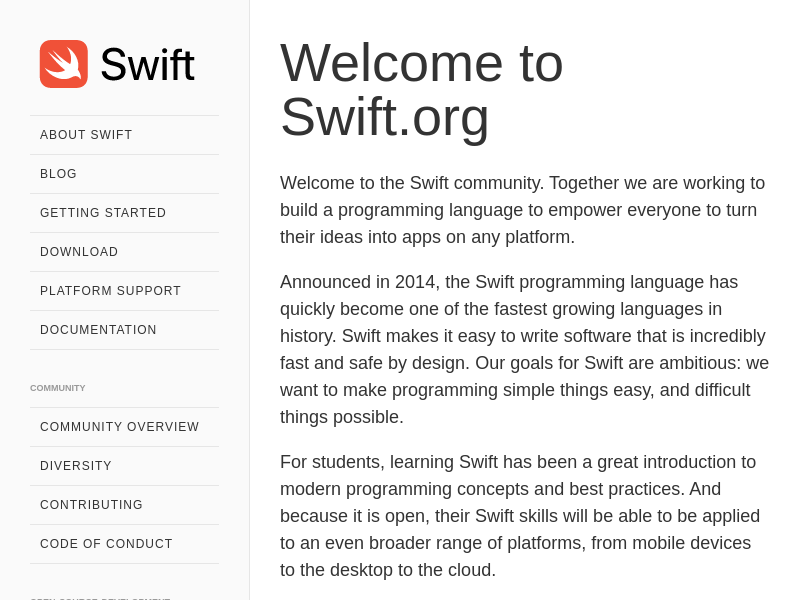 Swift
ABOUT SWIFT
BLOG
GETTING STARTED
DOWNLOAD
PLATFORM SUPPORT
DOCUMENTATION
COMMUNITY
COMMUNITY OVERVIEW
DIVERSITY
CONTRIBUTING
CODE OF CONDUCT
Welcome to
Swift.org
Welcome to the Swift community. Together we are working to
build a programming language to empower everyone to turn
their ideas into apps on any platform.
Announced in 2014, the Swift programming language has
quickly become one of the fastest growing languages in
history. Swift makes it easy to write software that is incredibly
fast and safe by design. Our goals for Swift are ambitious: we
want to make programming simple things easy, and difficult
things possible.
For students, learning Swift has been a great introduction to
modern programming concepts and best practices. And
because it is open, their Swift skills will be able to be applied
to an even broader range of platforms, from mobile devices
to the desktop to the cloud.